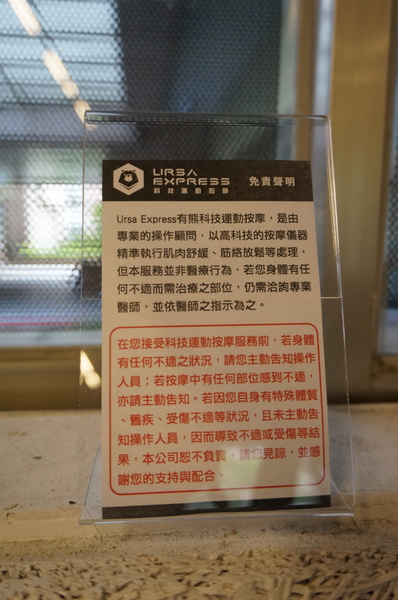 URSA
EXPRESS
科技運動按摩
免責聲明
Ursa Express有熊科技運動按摩，是由
專業的操作顧問，以高科技的按摩儀器
精準執行肌肉舒緩、筋絡放鬆等處理，
但本服務並非醫療行為，若您身體有任
何不適而需治療之部位，仍需洽詢專業
醫師，並依醫師之指示為之。
在您接受科技運動按摩服務前，若身體
有任何不適之狀況，請您主動告知操作
人員；若按摩中有任何部位感到不適，
亦請主動告知。若因您自身有特殊體質
、舊疾、受傷不適等狀況，且未主動告
知操作人員，因而導致不適或受傷等結
果，本公司恕不負責。請您見諒，並感
謝您的支持與配合。